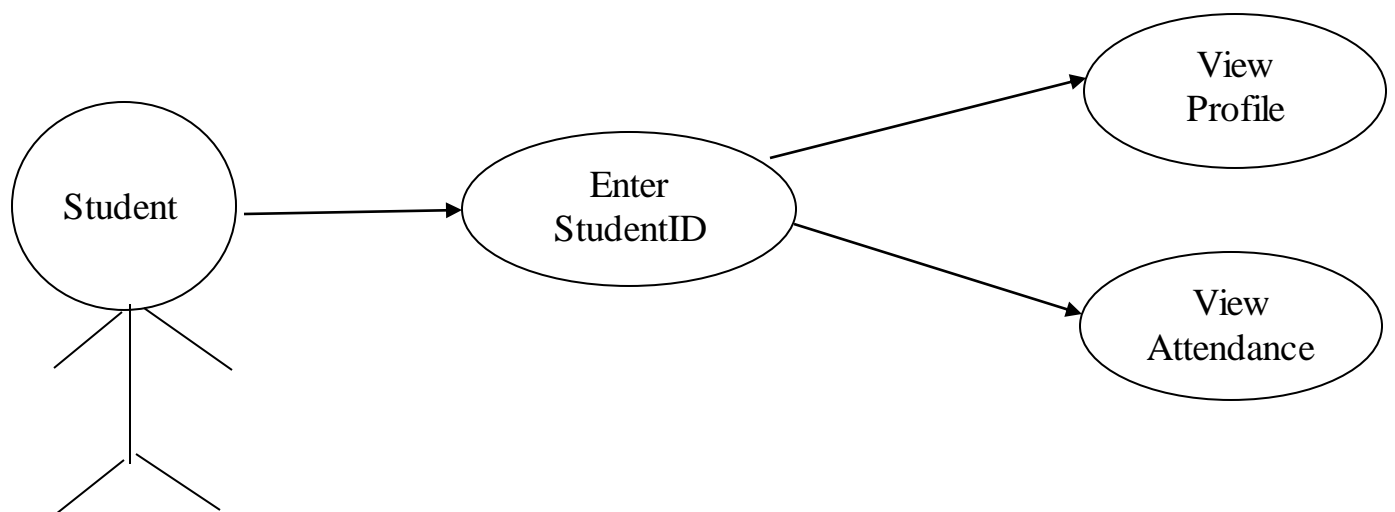 Student
Enter
StudentID
View
Profile
View
Attendance